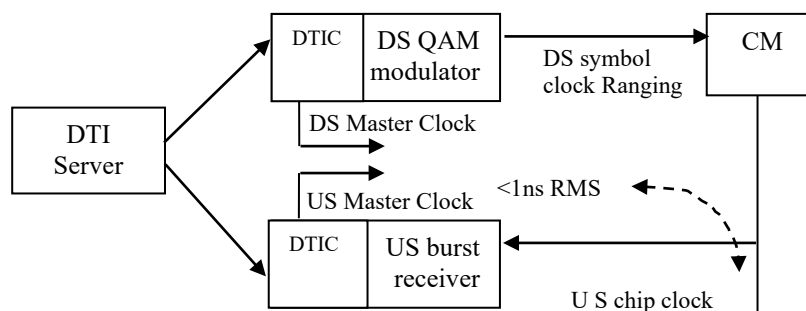 DTIC
DS QAM
modulator
CM
DS symbol
clock Ranging
DTI
Server
DS Master Clock
US Master Clock
<1ns RMS
DTIC
US burst
receiver
U S chip clock